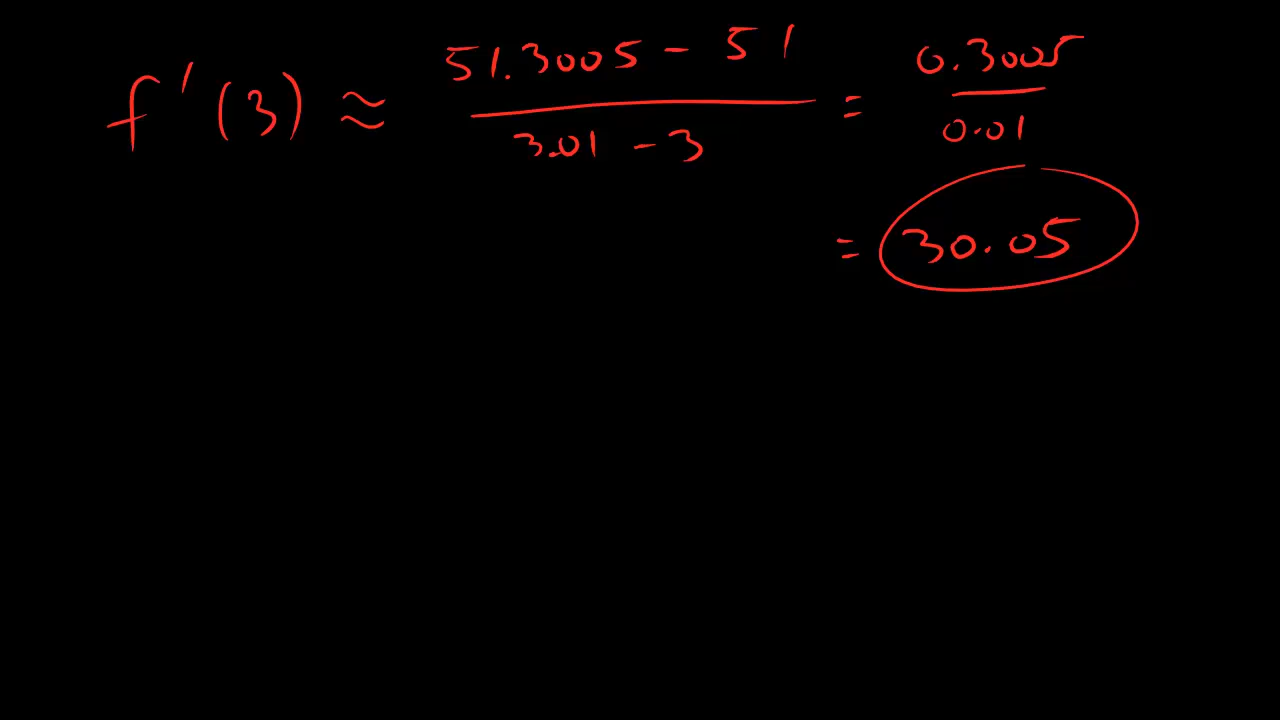 f'(3) ≈ (51.3005 - 51)/(3.01 - 3) = 0.3005/0.01
= 30.05